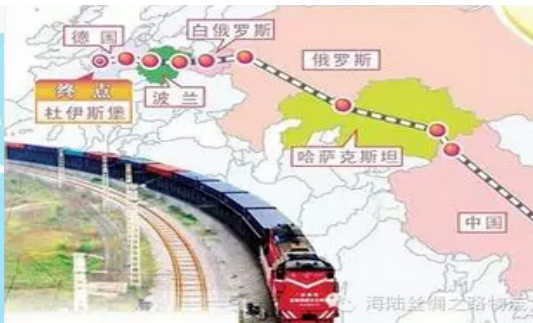 德国
白俄罗斯
俄罗斯
终点
杜伊斯堡
波兰
哈萨克斯坦
中国
海陆丝绸之路物流